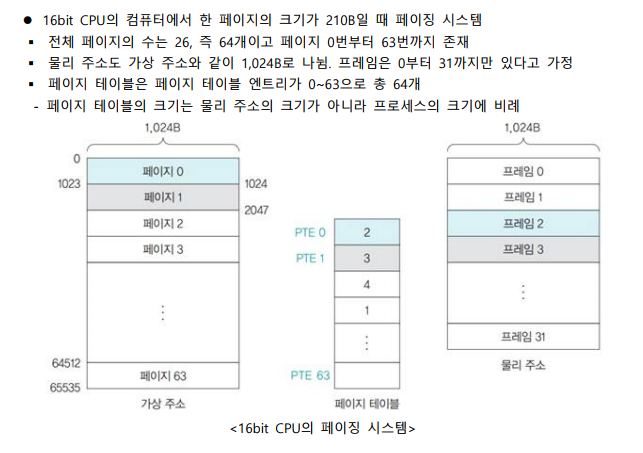 ● 16bit CPU의 컴퓨터에서 한 페이지의 크기가 210B일 때 페이징 시스템
▪ 전체 페이지의 수는 26, 즉 64개이고 페이지 0번부터 63번까지 존재
▪ 물리 주소도 가상 주소와 같이 1,024B로 나뉨. 프레임은 0부터 31까지만 있다고 가정
▪ 페이지 테이블은 페이지 테이블 엔트리가 0~63으로 총 64개
- 페이지 테이블의 크기는 물리 주소의 크기가 아니라 프로세스의 크기에 비례
1,024B
0
1023
페이지 0
페이지 1
페이지 2
페이지 3
⋮
페이지 63
1024
2047
64512
65535
가상 주소
PTE 0
PTE 1
PTE 63
2
3
4
1
⋮
페이지 테이블
1,024B
프레임 0
프레임 1
프레임 2
프레임 3
⋮
프레임 31
물리 주소
<16bit CPU의 페이징 시스템>